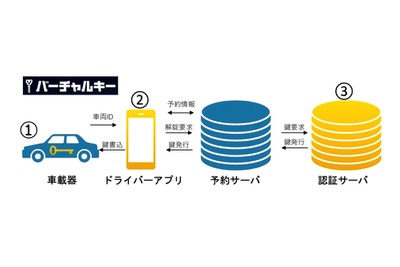 バーチャルキー
① ② ③
車両ID 予約情報
解錠要求 鍵要求
鍵書込 鍵発行 鍵発行
車載器 ドライバーアプリ 予約サーバ 認証サーバ